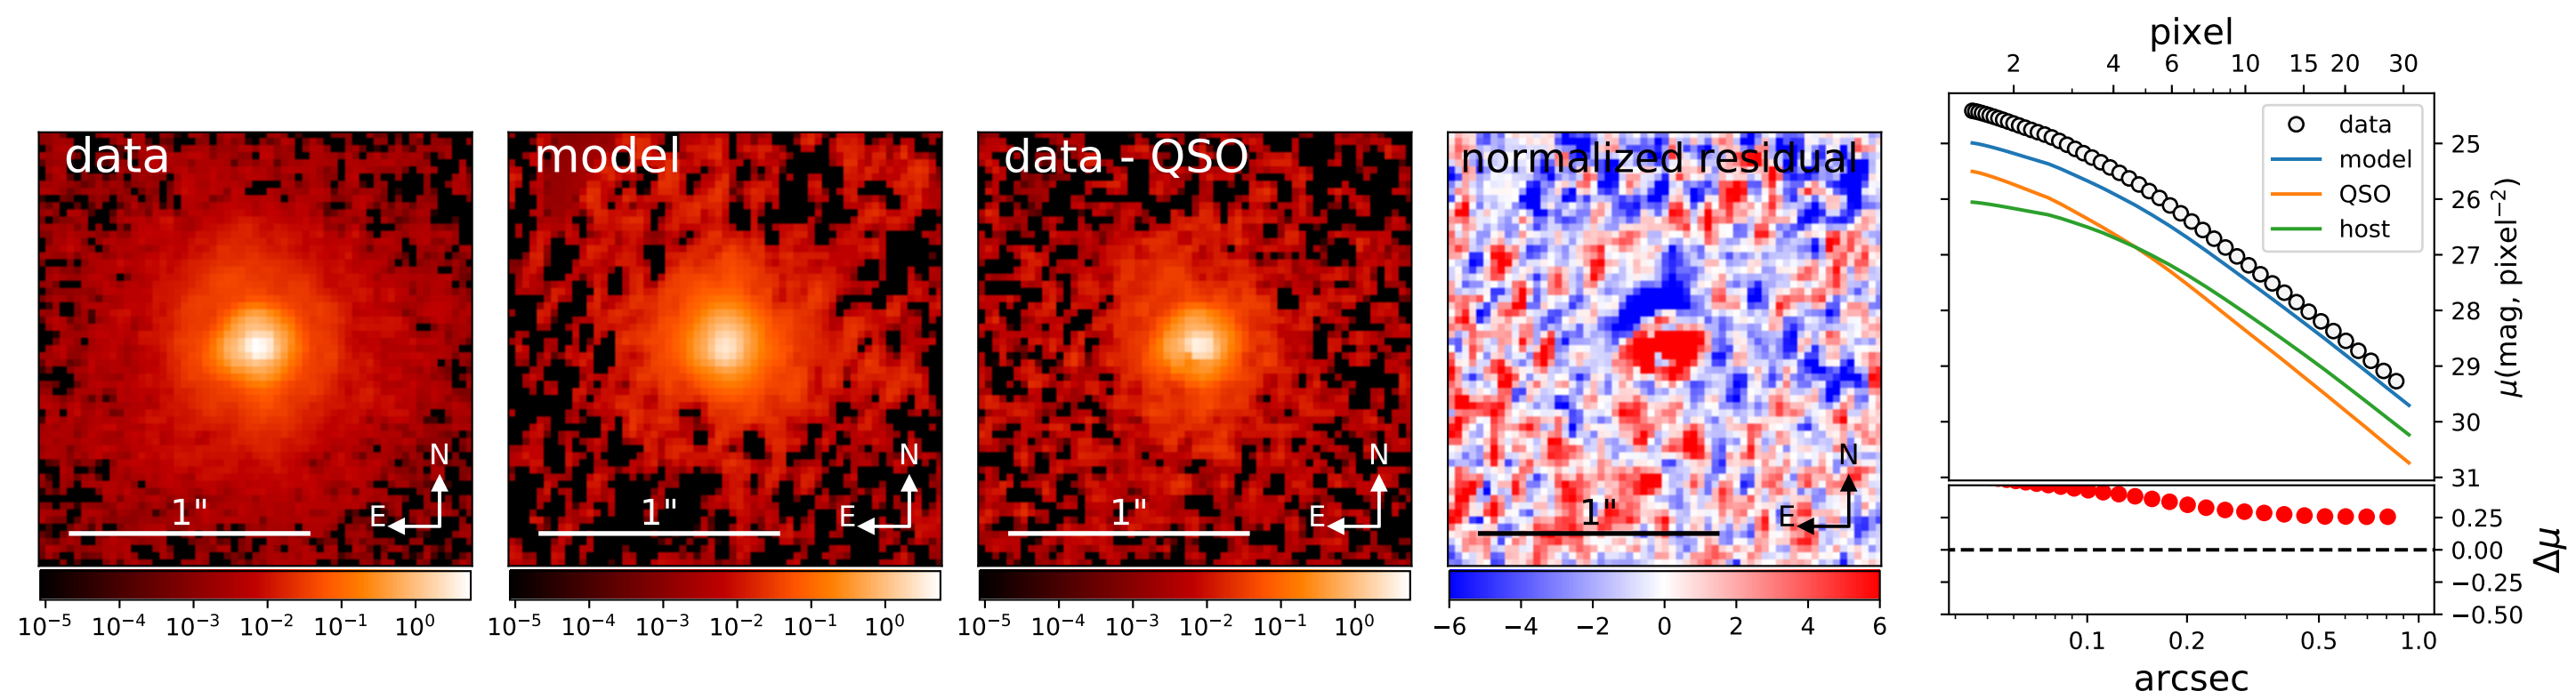 data
N
1"
E
10⁻⁵ 10⁻⁴ 10⁻³ 10⁻² 10⁻¹ 10⁰
model
N
1"
E
10⁻⁵ 10⁻⁴ 10⁻³ 10⁻² 10⁻¹ 10⁰
data - QSO
N
1"
E
10⁻⁵ 10⁻⁴ 10⁻³ 10⁻² 10⁻¹ 10⁰
normalized residual
N
1"
E
−6 −4 −2 0 2 4 6
pixel
2 4 6 10 15 20 30
data
model
QSO
host
25
26
27
28
29
30
31
μ(mag, pixel⁻²)
0.25
0.00
−0.25
−0.50
Δμ
0.1 0.2 0.5 1.0
arcsec